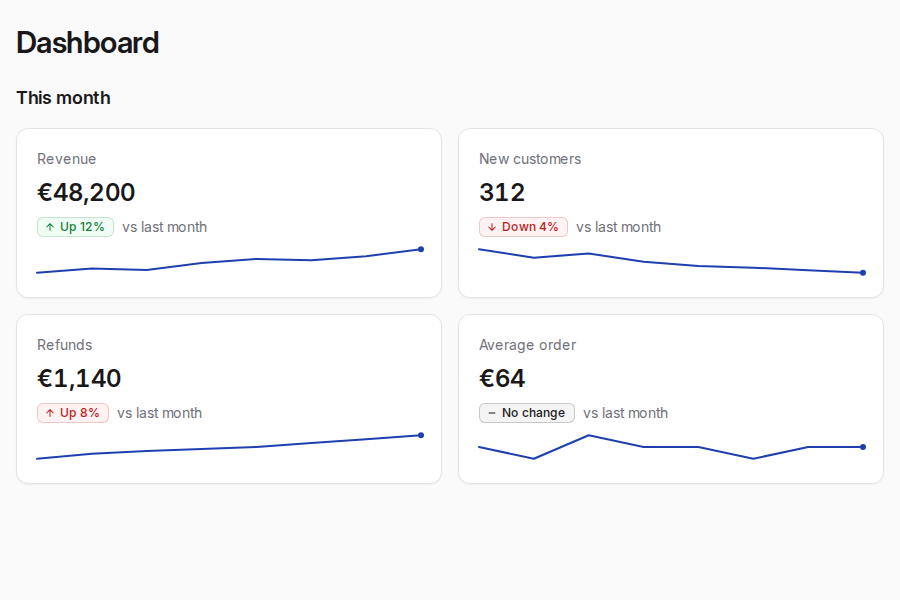 Dashboard
This month
Revenue
€48,200
↑ Up 12% vs last month
New customers
312
↓ Down 4% vs last month
Refunds
€1,140
↑ Up 8% vs last month
Average order
€64
– No change vs last month